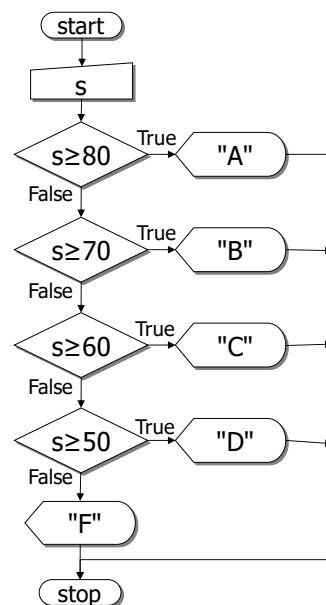 start
s
s≥80
True
"A"
False
s≥70
True
"B"
False
s≥60
True
"C"
False
s≥50
True
"D"
False
"F"
stop